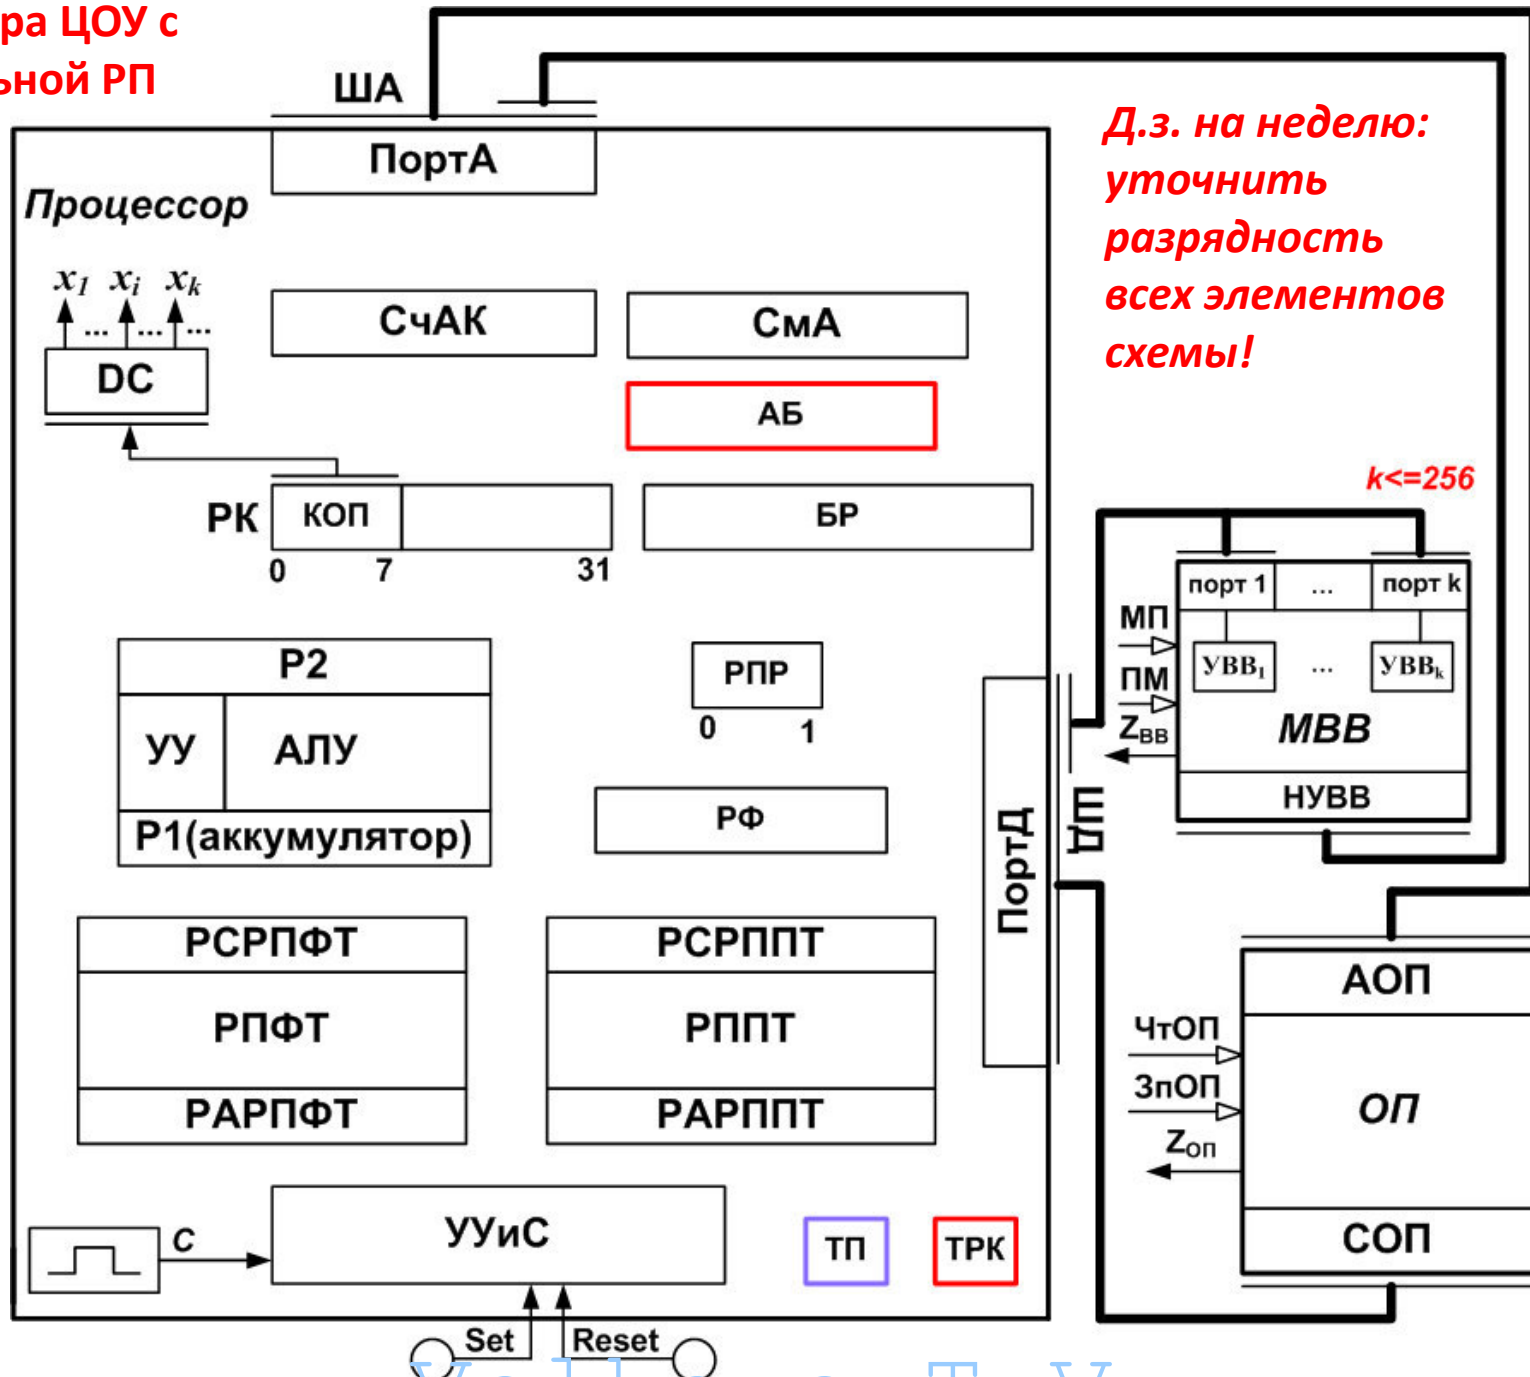 ра ЦОУ с
ьной РП
ША
ПортА
Процессор
Д.з. на неделю:
уточнить
разрядность
всех элементов
схемы!
x1 xi xk
... ... ...
DC
СчАК
СмА
АБ
РК
КОП
0 7 31
БР
k<=256
порт 1 ... порт k
МП
УВВ1 ... УВВk
ПМ
ZВВ
МВВ
НУВВ
Р2
УУ
АЛУ
Р1(аккумулятор)
РПР
0 1
РФ
ПортД
ШД
РСРПФТ
РПФТ
РАРПФТ
РСРППТ
РППТ
РАРППТ
АОП
ЧтОП
ЗпОП
ZОП
ОП
СОП
С
УУиС
ТП
ТРК
Set
Reset